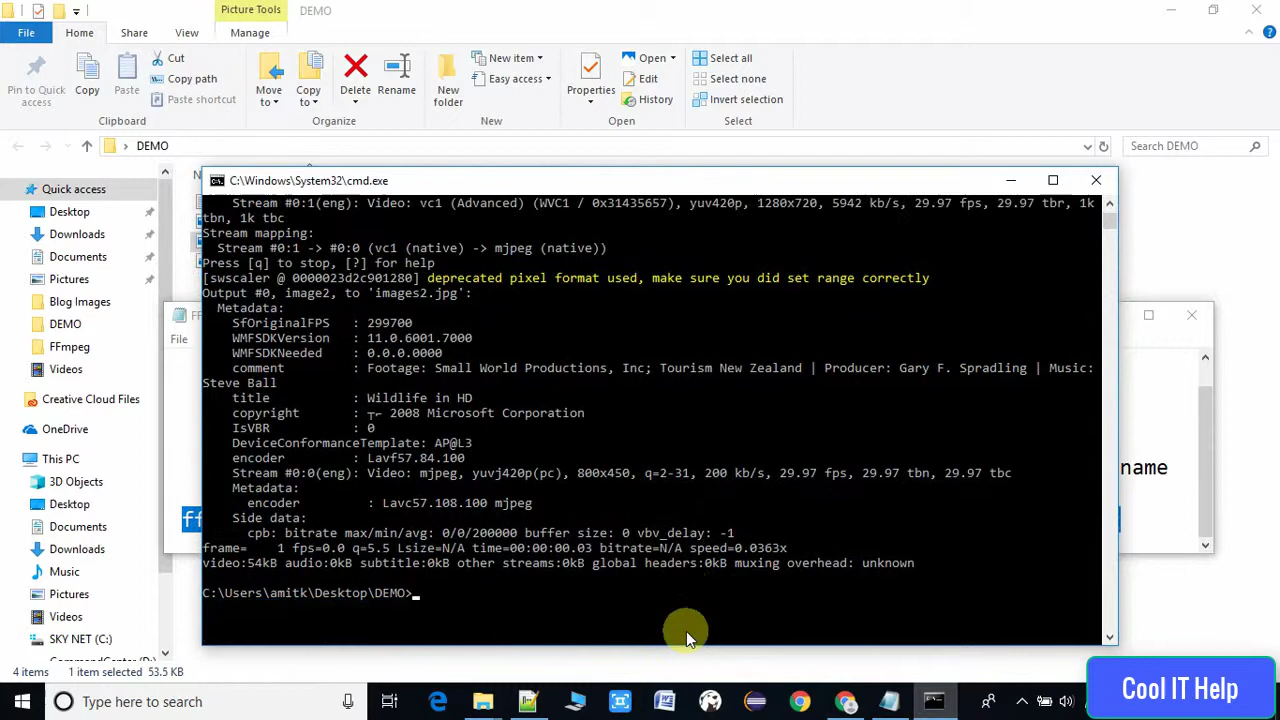 Picture Tools
DEMO
File
Home
Share
View
Manage
Pin to Quick access
Copy
Paste
Cut
Copy path
Paste shortcut
Clipboard
Move to
Copy to
Delete
Rename
Organize
New folder
New item
Easy access
New
Properties
Open
Edit
History
Open
Select all
Select none
Invert selection
Select
DEMO
Search DEMO
Quick access
Desktop
Downloads
Documents
Pictures
Blog Images
DEMO
FFmpeg
Videos
Creative Cloud Files
OneDrive
This PC
3D Objects
Desktop
Documents
Downloads
Music
Pictures
Videos
SKY NET (C:)
CommandCenter (D:)
File
ff
name
C:\Windows\System32\cmd.exe
Stream #0:1(eng): Video: vc1 (Advanced) (WVC1 / 0x31435657), yuv420p, 1280x720, 5942 kb/s, 29.97 fps, 29.97 tbr, 1k
tbn, 1k tbc
Stream mapping:
Stream #0:1 -> #0:0 (vc1 (native) -> mjpeg (native))
Press [q] to stop, [?] for help
[swscaler @ 0000023d2c901280] deprecated pixel format used, make sure you did set range correctly
Output #0, image2, to 'images2.jpg':
Metadata:
SfOriginalFPS : 299700
WMFSDKVersion : 11.0.6001.7000
WMFSDKNeeded : 0.0.0.0000
comment : Footage: Small World Productions, Inc; Tourism New Zealand | Producer: Gary F. Spradling | Music:
Steve Ball
title : Wildlife in HD
copyright : ┬⌐ 2008 Microsoft Corporation
IsVBR : 0
DeviceConformanceTemplate: AP@L3
encoder : Lavf57.84.100
Stream #0:0(eng): Video: mjpeg, yuvj420p(pc), 800x450, q=2-31, 200 kb/s, 29.97 fps, 29.97 tbn, 29.97 tbc
Metadata:
encoder : Lavc57.108.100 mjpeg
Side data:
cpb: bitrate max/min/avg: 0/0/200000 buffer size: 0 vbv_delay: -1
frame= 1 fps=0.0 q=5.5 Lsize=N/A time=00:00:00.03 bitrate=N/A speed=0.0363x
video:54kB audio:0kB subtitle:0kB other streams:0kB global headers:0kB muxing overhead: unknown
C:\Users\amitk\Desktop\DEMO>
4 items
1 item selected 53.5 KB
Type here to search
Cool IT Help